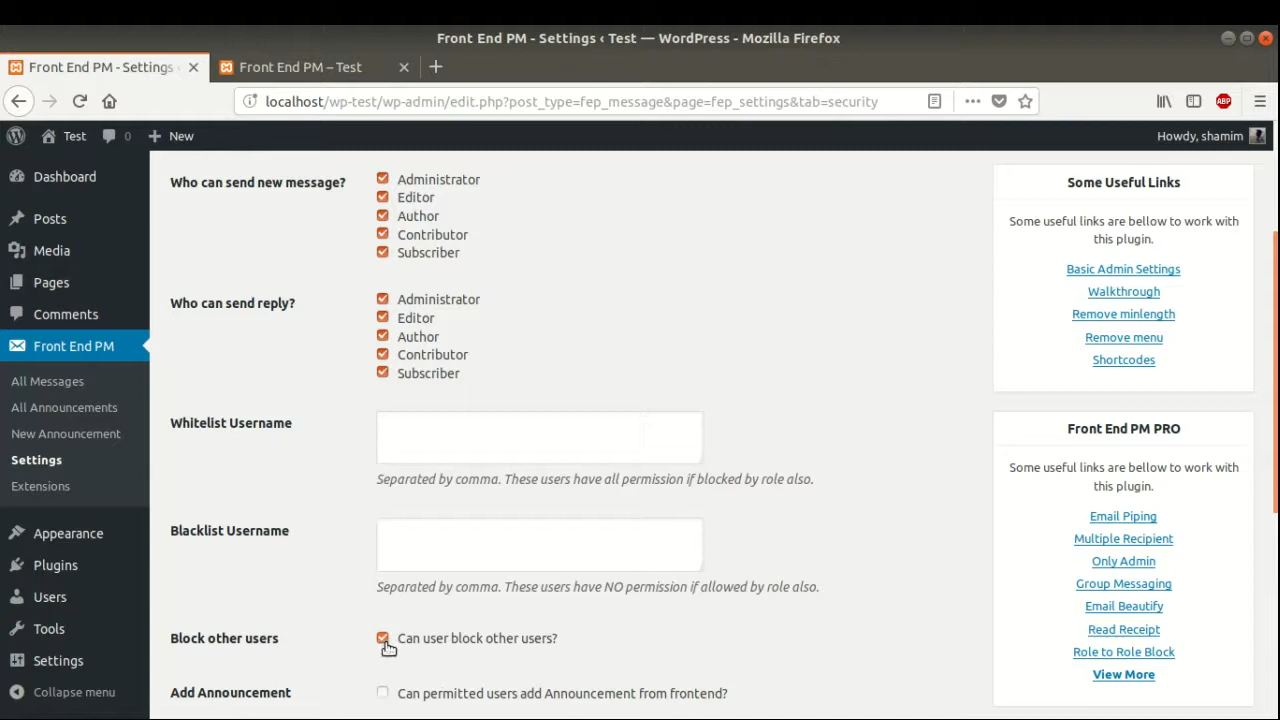 Front End PM - Settings ‹ Test — WordPress - Mozilla Firefox
Front End PM - Settings ‹ Front End PM – Test
localhost/wp-test/wp-admin/edit.php?post_type=fep_message&page=fep_settings&tab=security
ABP
Test 0 New Howdy, shamim
Dashboard
Posts
Media
Pages
Comments
Front End PM
All Messages
All Announcements
New Announcement
Settings
Extensions
Appearance
Plugins
Users
Tools
Settings
Collapse menu
Who can send new message?
Administrator
Editor
Author
Contributor
Subscriber
Who can send reply?
Administrator
Editor
Author
Contributor
Subscriber
Whitelist Username
Separated by comma. These users have all permission if blocked by role also.
Blacklist Username
Separated by comma. These users have NO permission if allowed by role also.
Block other users
Can user block other users?
Add Announcement
Can permitted users add Announcement from frontend?
Some Useful Links
Some useful links are bellow to work with
this plugin.
Basic Admin Settings
Walkthrough
Remove minlength
Remove menu
Shortcodes
Front End PM PRO
Some useful links are bellow to work with
this plugin.
Email Piping
Multiple Recipient
Only Admin
Group Messaging
Email Beautify
Read Receipt
Role to Role Block
View More